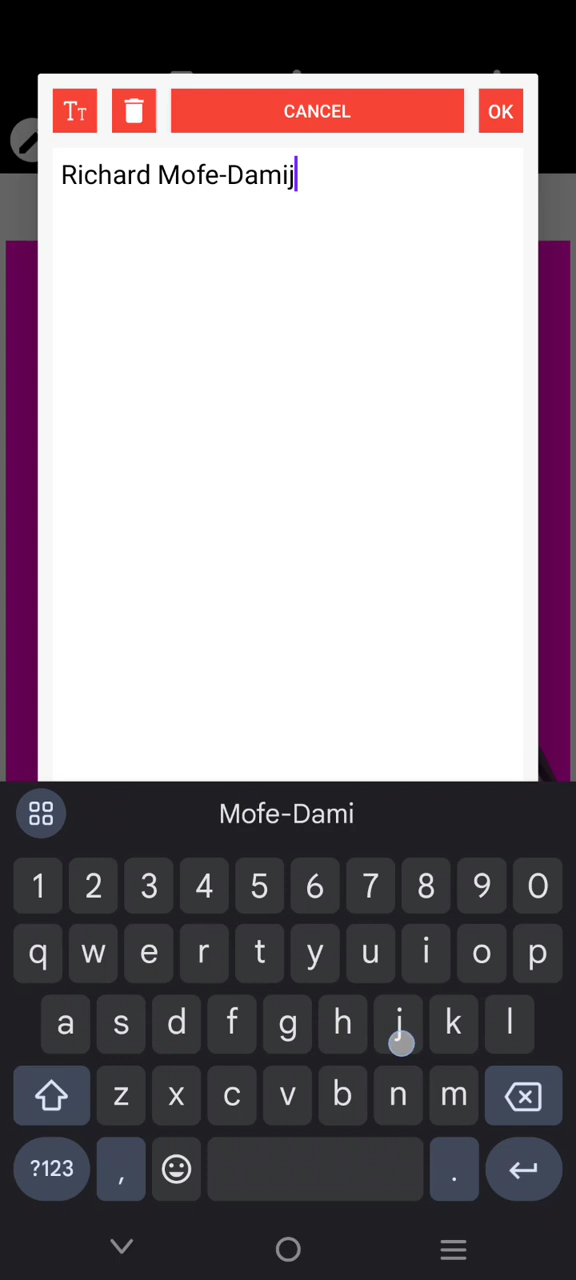 Tт CANCEL OK
Richard Mofe-Damij
Mofe-Dami
1 2 3 4 5 6 7 8 9 0
q w e r t y u i o p
a s d f g h j k l
z x c v b n m
?123 , .